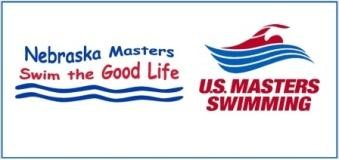 Nebraska Masters
Swim the Good Life
U.S. MASTERS
SWIMMING